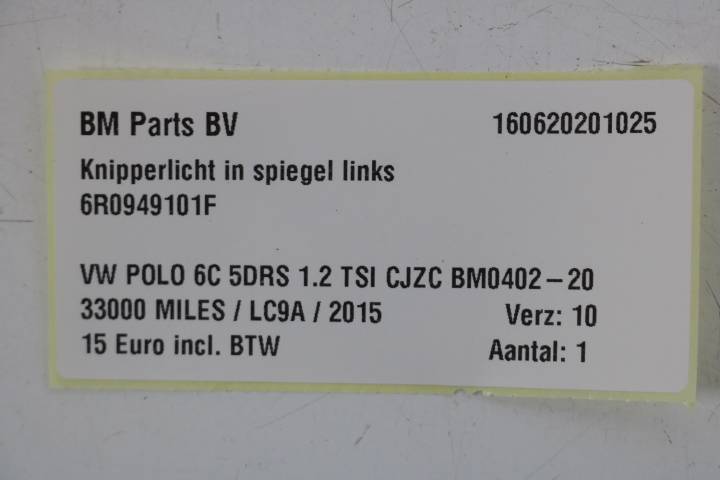 BM Parts BV 160620201025
Knipperlicht in spiegel links
6R0949101F
VW POLO 6C 5DRS 1.2 TSI CJZC BM0402-20
33000 MILES / LC9A / 2015 Verz: 10
15 Euro incl. BTW Aantal: 1